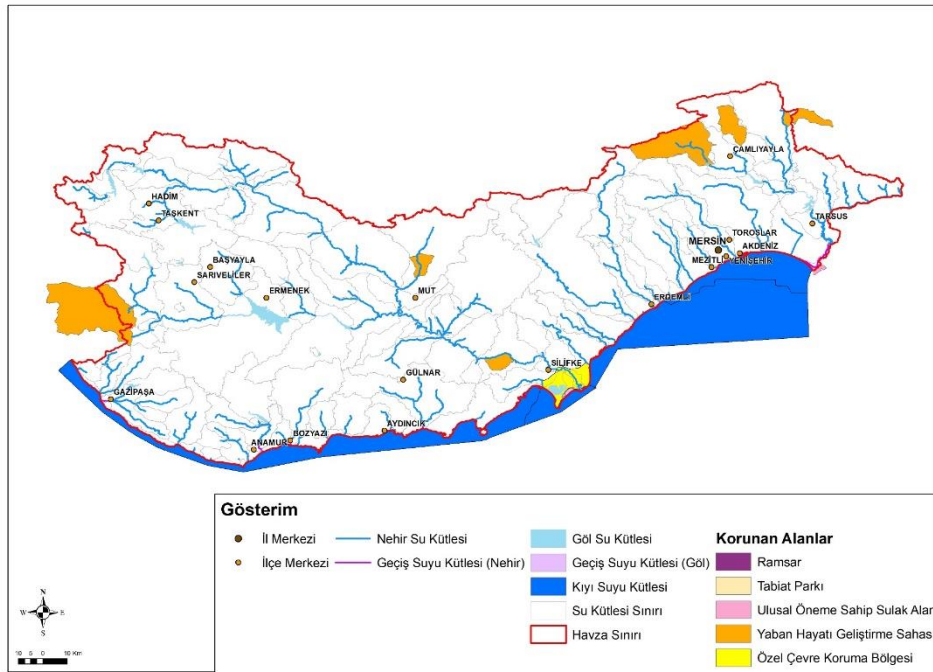 ÇAMLIYAYLA
HADİM
TAŞKENT
TARSUS
TOROSLAR
MERSİN
AKDENİZ
MEZİTLİ
YENİŞEHİR
BAŞYAYLA
SARIVELİLER
ERMENEK
MUT
ERDEMLİ
SİLİFKE
GÜLNAR
GAZİPAŞA
AYDINCIK
BOZYAZI
ANAMUR
Gösterim
İl Merkezi
İlçe Merkezi
Nehir Su Kütlesi
Geçiş Suyu Kütlesi (Nehir)
Göl Su Kütlesi
Geçiş Suyu Kütlesi (Göl)
Kıyı Suyu Kütlesi
Su Kütlesi Sınırı
Havza Sınırı
Korunan Alanlar
Ramsar
Tabiat Parkı
Ulusal Öneme Sahip Sulak Alar
Yaban Hayatı Geliştirme Sahas
Özel Çevre Koruma Bölgesi
N
W E
S
10 5 0 10 Km